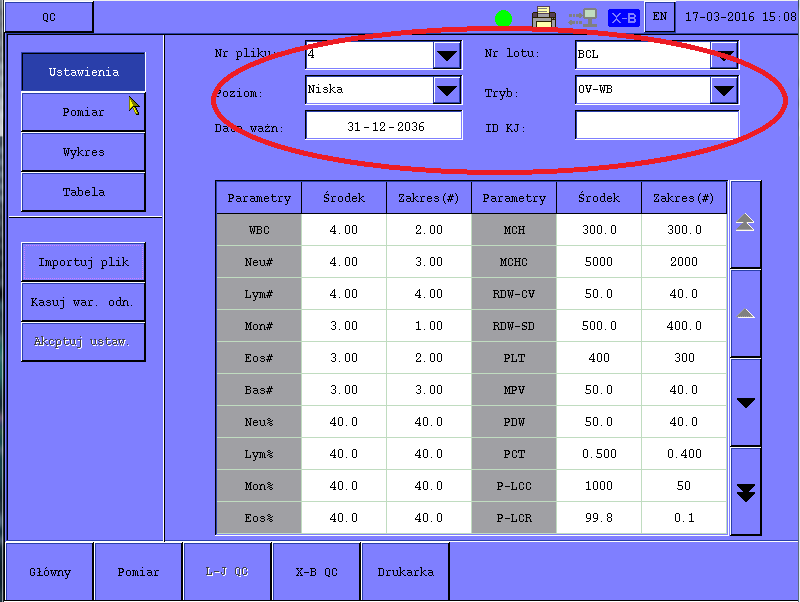 QC X-B EN 17-03-2016 15:08
Ustawienia
Pomiar
Wykres
Tabela
Importuj plik
Kasuj war. odn.
Akcptuj ustaw.
Nr pliku: 4 Nr lotu: BCL
Poziom: Niska Tryb: OV-WB
Data ważn: 31-12-2036 ID KJ:
Parametry Środek Zakres(#) Parametry Środek Zakres(#)
WBC 4.00 2.00 MCH 300.0 300.0
Neu# 4.00 3.00 MCHC 5000 2000
Lym# 4.00 4.00 RDW-CV 50.0 40.0
Mon# 3.00 1.00 RDW-SD 500.0 400.0
Eos# 3.00 2.00 PLT 400 300
Bas# 3.00 3.00 MPV 50.0 40.0
Neu% 40.0 40.0 PDW 50.0 40.0
Lym% 40.0 40.0 PCT 0.500 0.400
Mon% 40.0 40.0 P-LCC 1000 50
Eos% 40.0 40.0 P-LCR 99.8 0.1
Główny Pomiar L-J QC X-B QC Drukarka